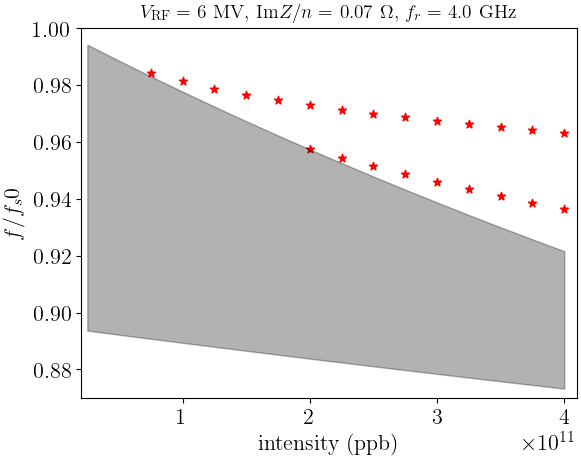 V_RF = 6 MV, ImZ/n = 0.07 Ω, f_r = 4.0 GHz
1.00
0.98
0.96
0.94
0.92
0.90
0.88
f/f_s0
1 2 3 4
intensity (ppb)
×10^11